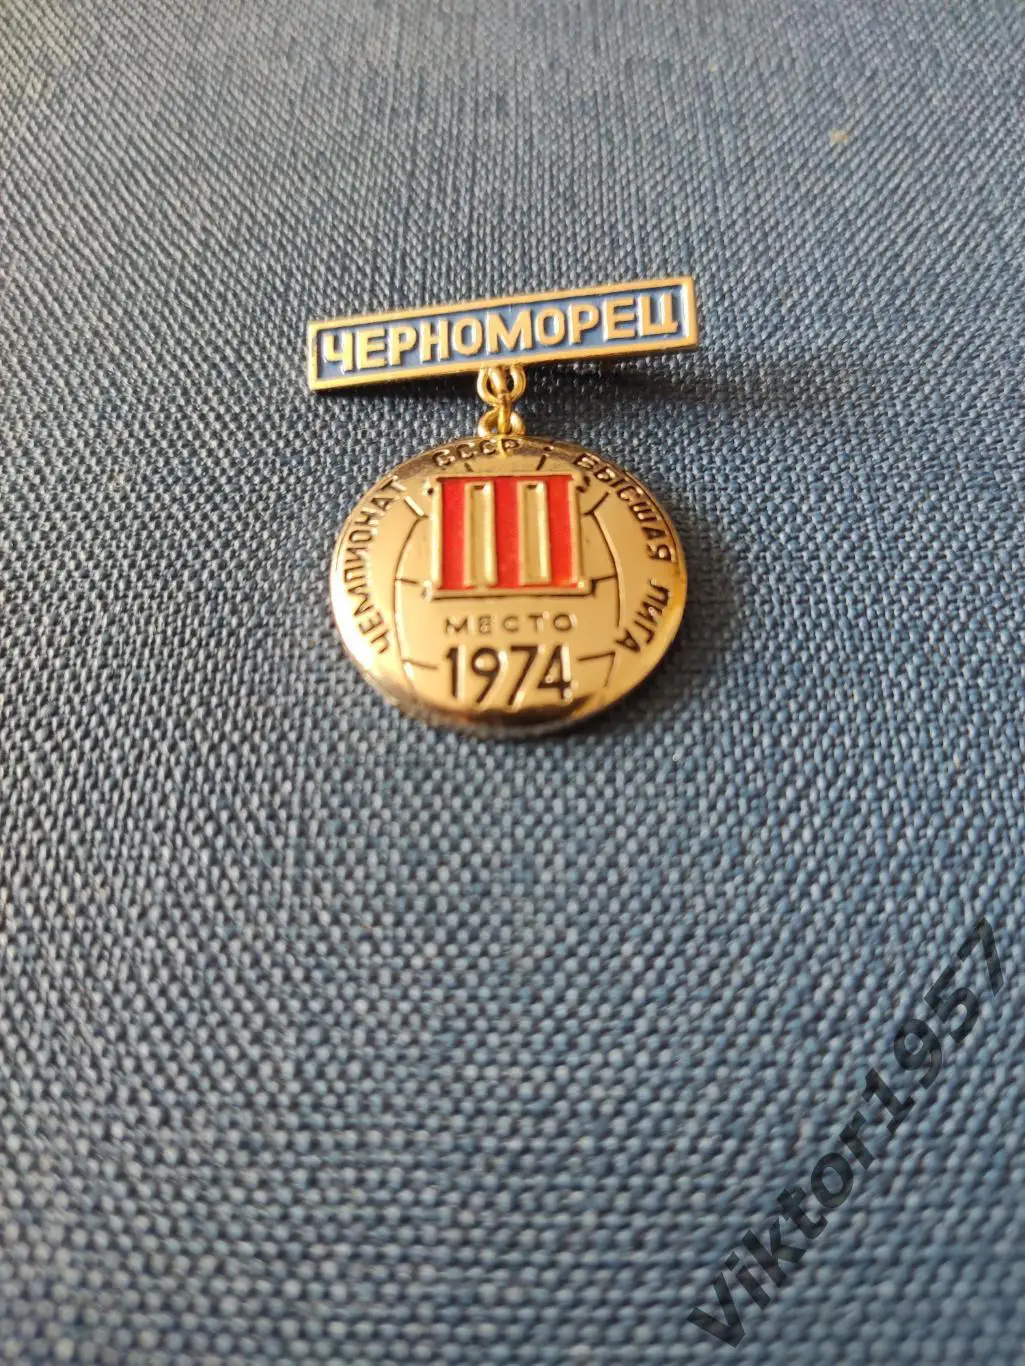 ЧЕРНОМОРЕЦ
ЧЕМПИОНАТ СССР · ВЫСШАЯ ЛИГА
III
МЕСТО
1974
viktor1957